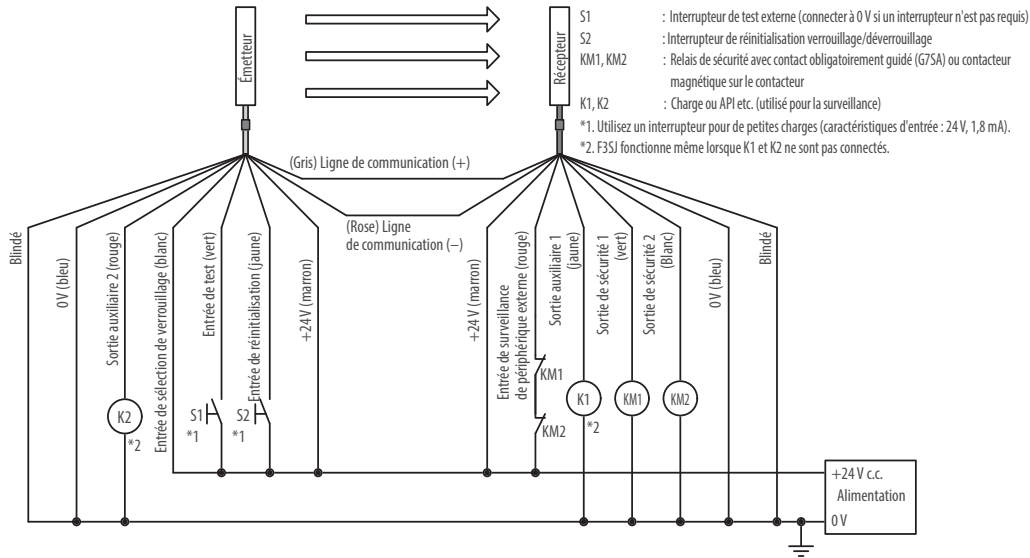 Émetteur
Récepteur
S1 : Interrupteur de test externe (connecter à 0 V si un interrupteur n'est pas requis)
S2 : Interrupteur de réinitialisation verrouillage/déverrouillage
KM1, KM2 : Relais de sécurité avec contact obligatoirement guidé (G7SA) ou contacteur
magnétique sur le contacteur
K1, K2 : Charge ou API etc. (utilisé pour la surveillance)
*1. Utilisez un interrupteur pour de petites charges (caractéristiques d'entrée : 24 V, 1,8 mA).
*2. F3SJ fonctionne même lorsque K1 et K2 ne sont pas connectés.
(Gris) Ligne de communication (+)
(Rose) Ligne
de communication (–)
Blindé
0 V (bleu)
Sortie auxiliaire 2 (rouge)
Entrée de sélection de verrouillage (blanc)
Entrée de test (vert)
Entrée de réinitialisation (jaune)
+24 V (marron)
+24 V (marron)
Entrée de surveillance
de périphérique externe (rouge)
Sortie auxiliaire 1
(jaune)
Sortie de sécurité 1
(vert)
Sortie de sécurité 2
(Blanc)
0 V (bleu)
Blindé
K2
*2
S1
*1
S2
*1
KM1
KM2
K1
*2
KM1
KM2
+24 V c.c.
Alimentation
0 V